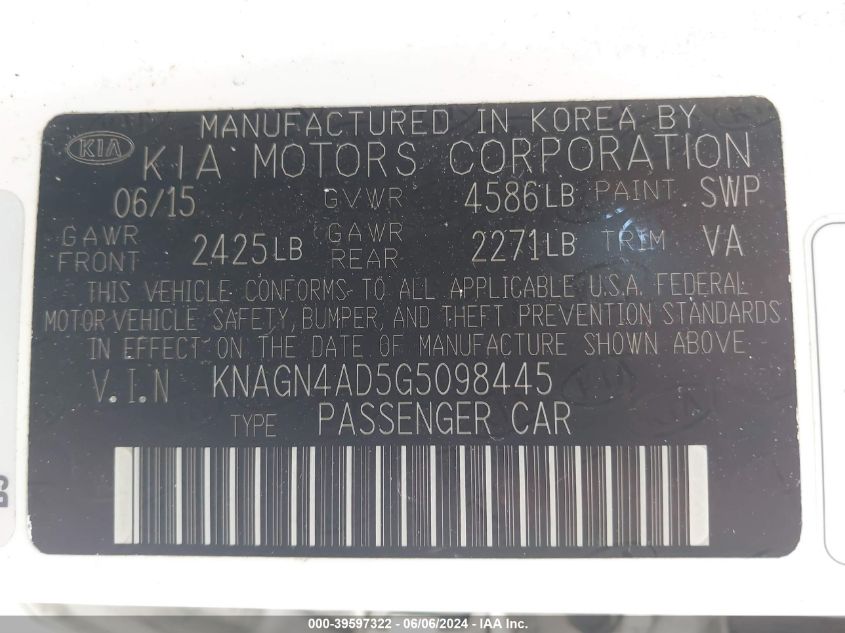 MANUFACTURED IN KOREA BY
KIA KIA MOTORS CORPORATION
06/15 GVWR 4586LB PAINT SWP
GAWR FRONT 2425LB GAWR REAR 2271LB TRIM VA
THIS VEHICLE CONFORMS TO ALL APPLICABLE U.S.A. FEDERAL
MOTOR VEHICLE SAFETY, BUMPER, AND THEFT PREVENTION STANDARDS
IN EFFECT ON THE DATE OF MANUFACTURE SHOWN ABOVE
V.I.N KNAGN4AD5G5098445
TYPE PASSENGER CAR
000-39597322 - 06/06/2024 - IAA Inc.